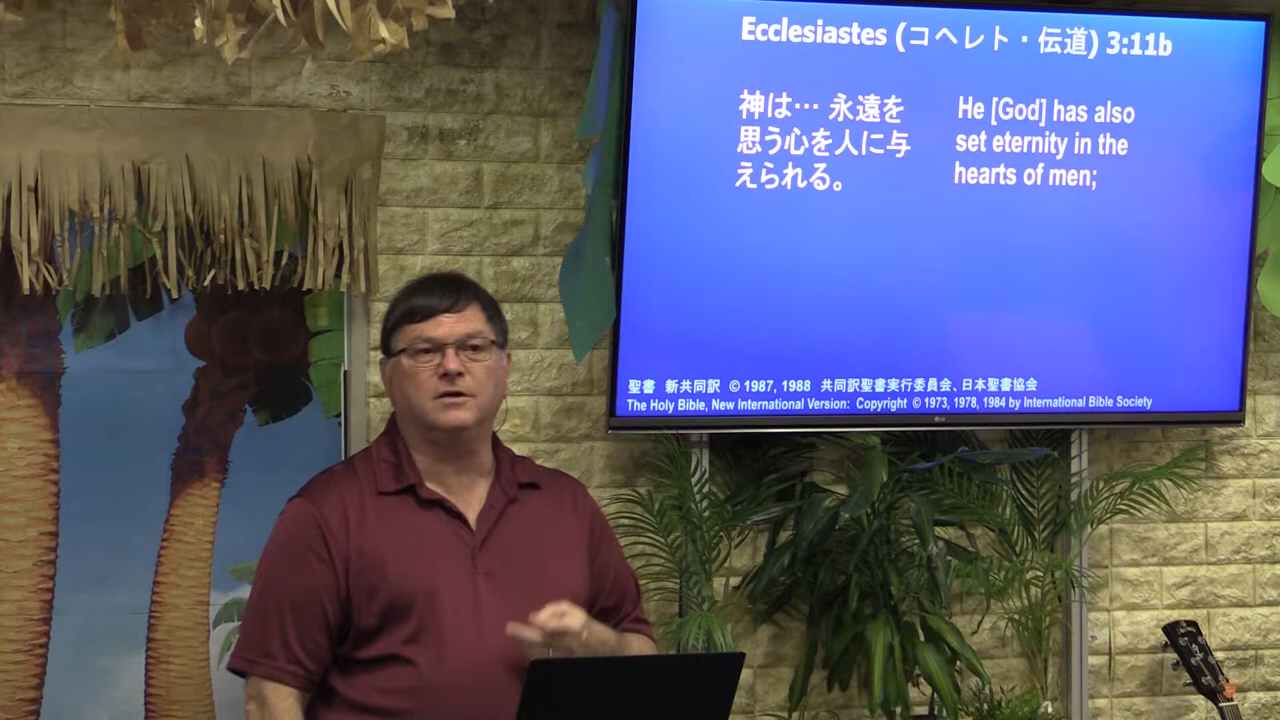 Ecclesiastes (コヘレト・伝道) 3:11b
神は… 永遠を
思う心を人に与
えられる。
He [God] has also
set eternity in the
hearts of men;
聖書 新共同訳 © 1987, 1988 共同訳聖書実行委員会、日本聖書協会
The Holy Bible, New International Version: Copyright © 1973, 1978, 1984 by International Bible Society
LG